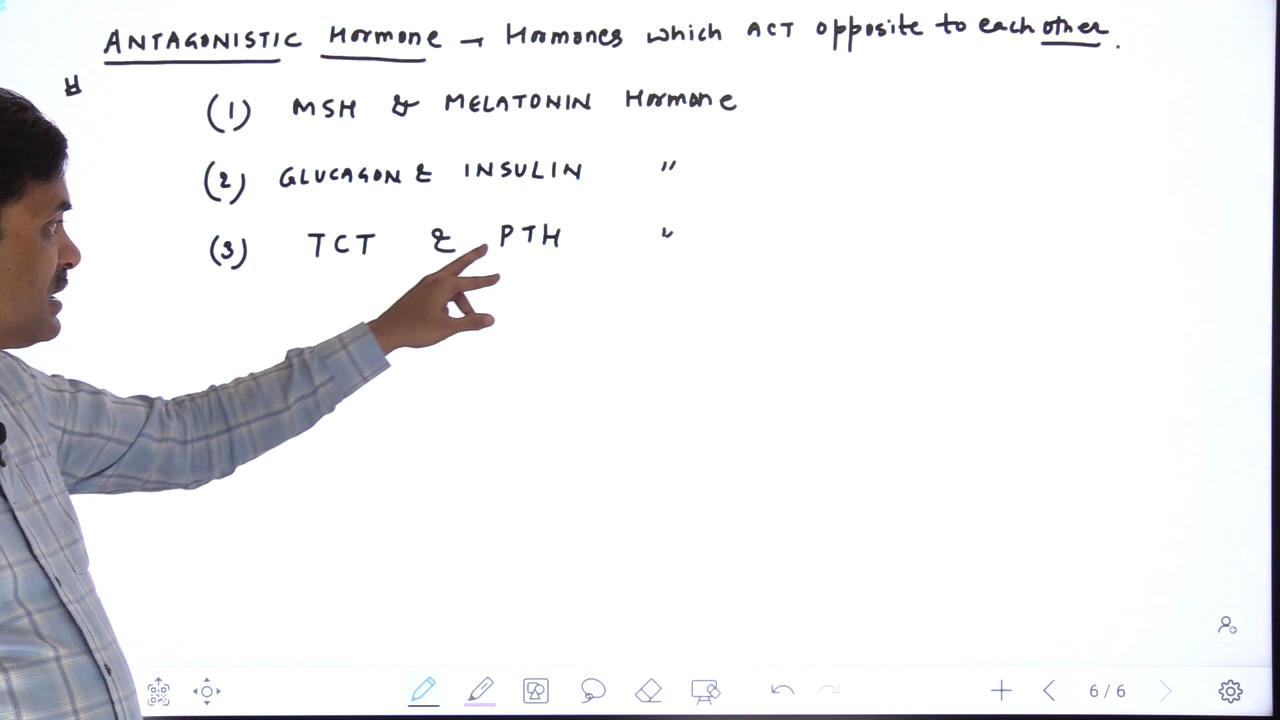 ANTAGONISTIC Hormone → Hormones which ACT opposite to each other.
(1) MSH & MELATONIN Hormone
(2) GLUCAGON & INSULIN "
(3) TCT & PTH "
6/6